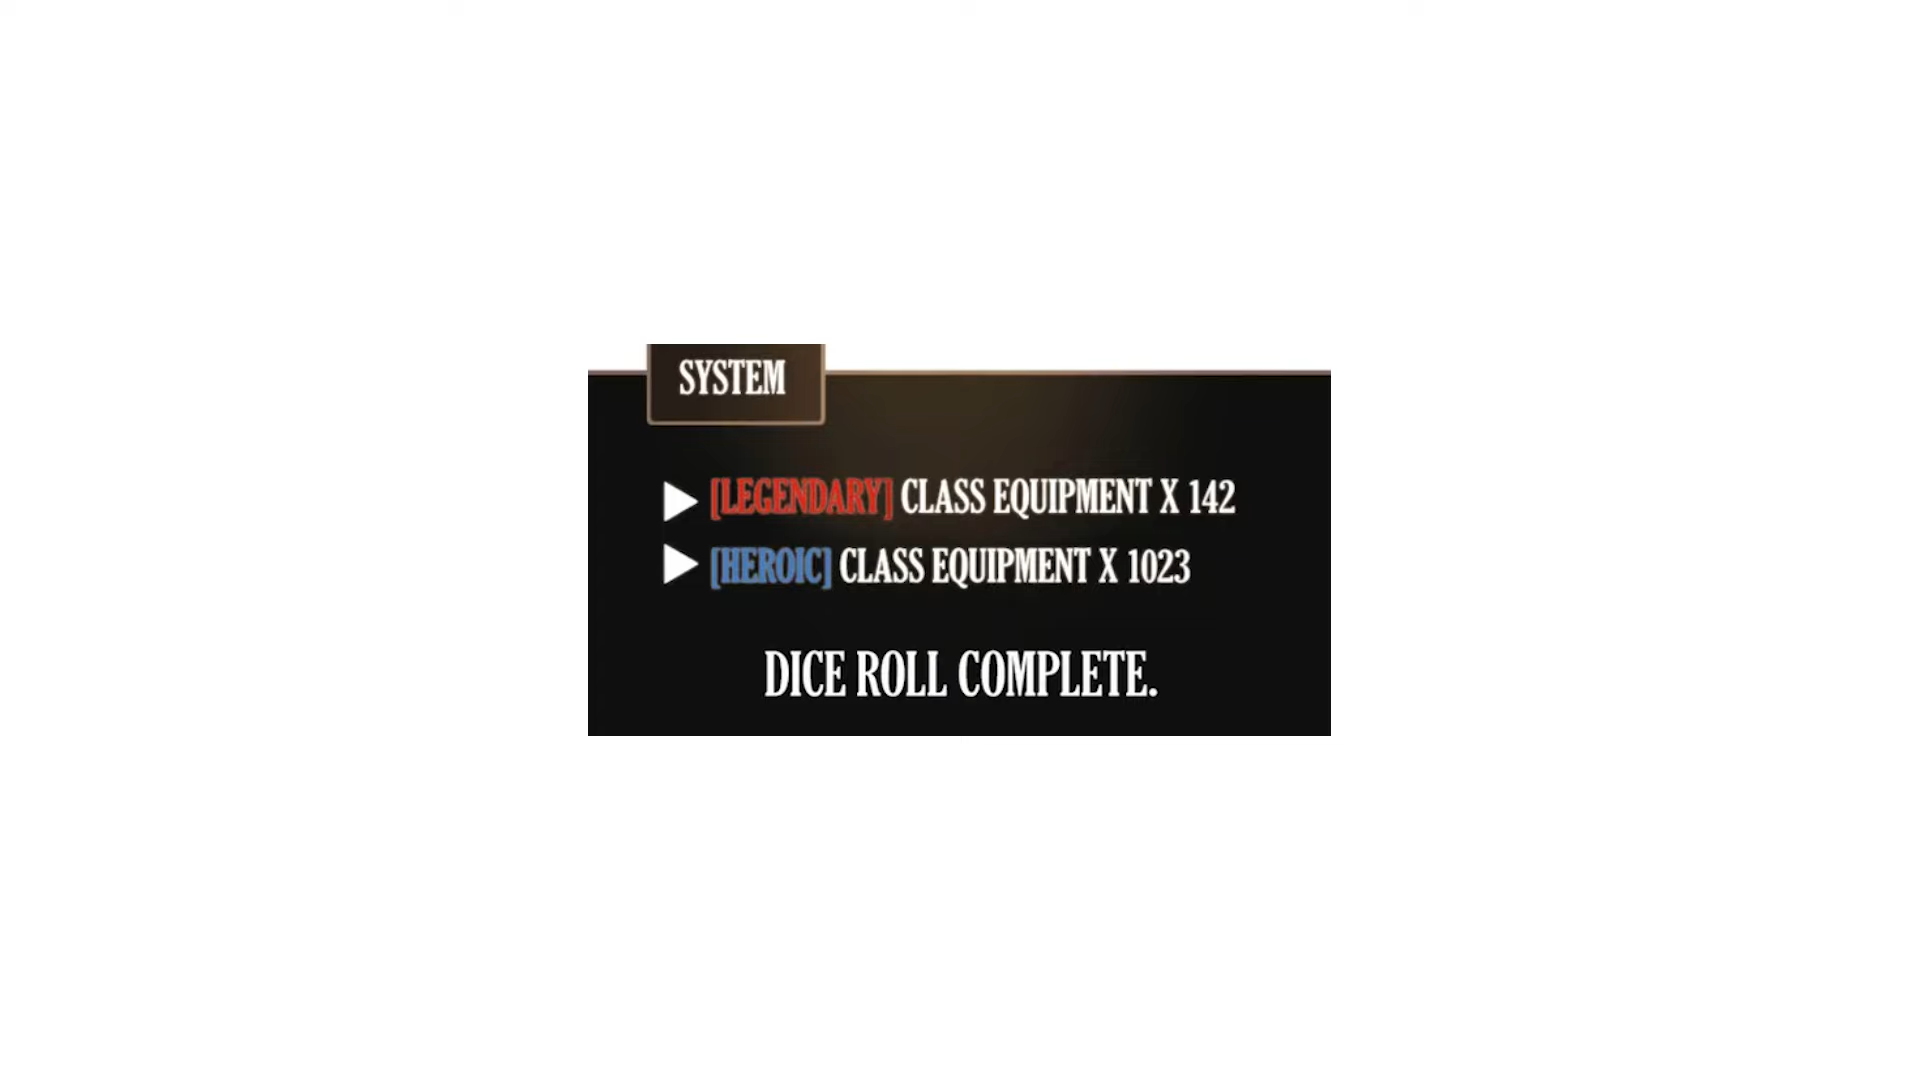 SYSTEM
[LEGENDARY] CLASS EQUIPMENT X 142
[HEROIC] CLASS EQUIPMENT X 1023
DICE ROLL COMPLETE.